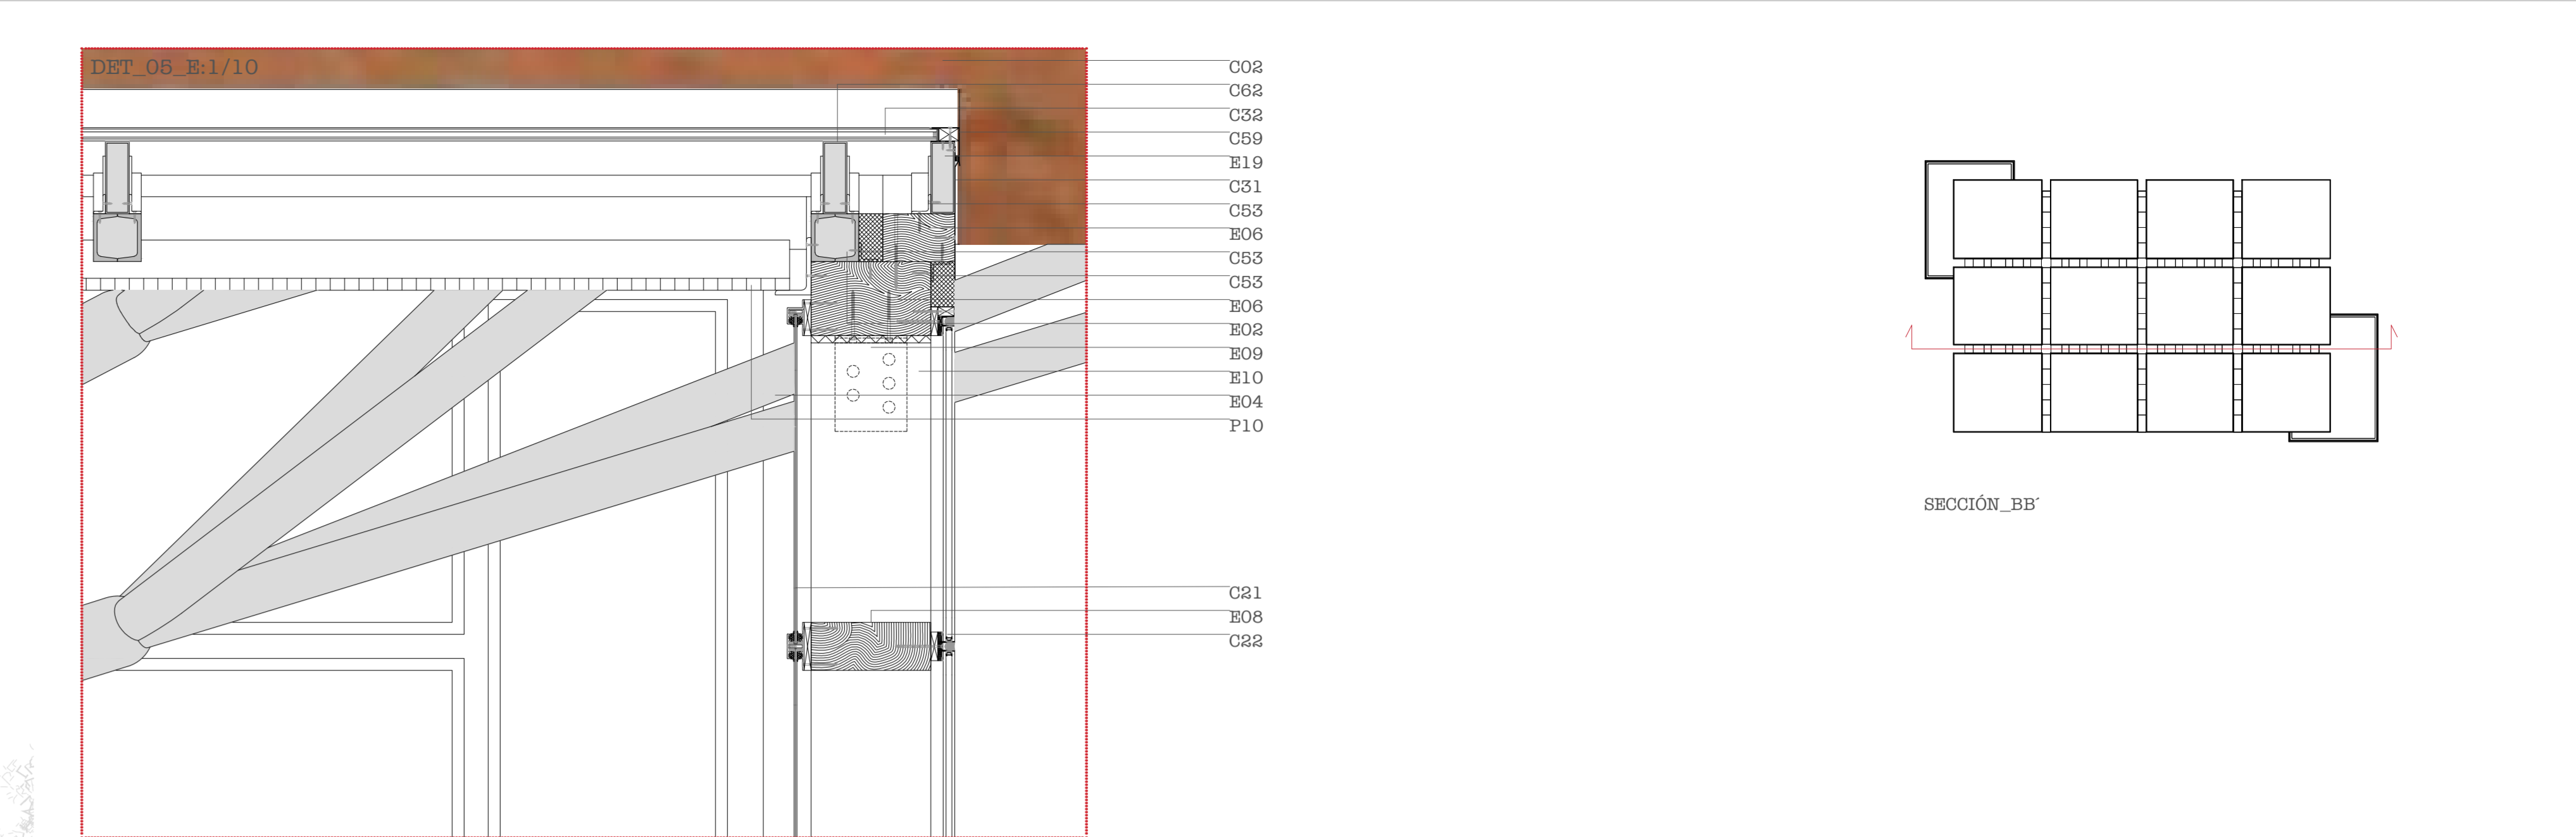 DET_05_E:1/10
C02
C62
C32
C59
E19
C31
C53
E06
C53
C53
E06
E02
E09
E10
E04
P10
C21
E08
C22
SECCIÓN_BB´